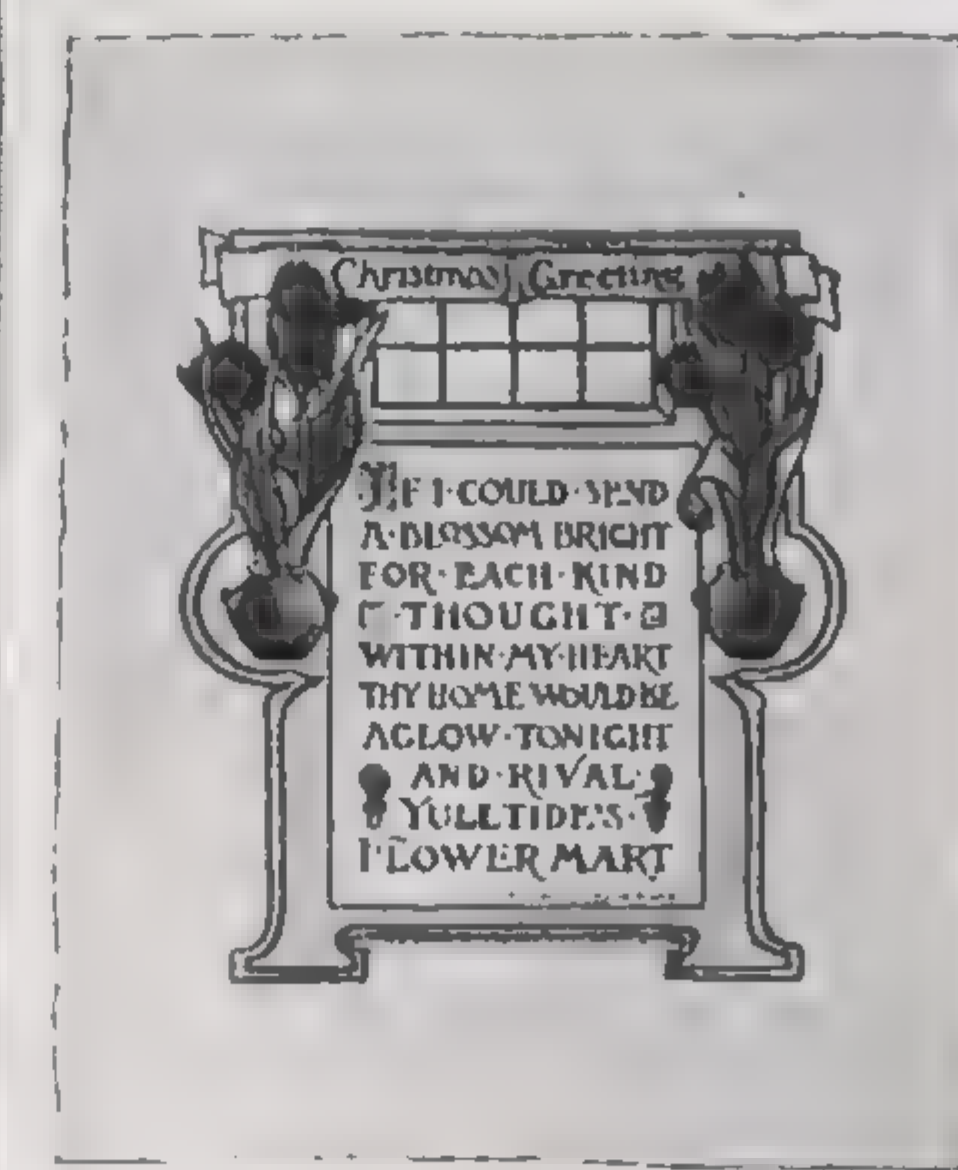 Christmas Greeting
IF I·COULD·SEND
A·BLOSSOM BRIGHT
FOR·EACH·KIND
·THOUGHT·
WITHIN·MY·HEART
THY HOME WOULD BE
AGLOW·TONIGHT
AND·RIVAL·
YULETIDE'S·
FLOWER MART